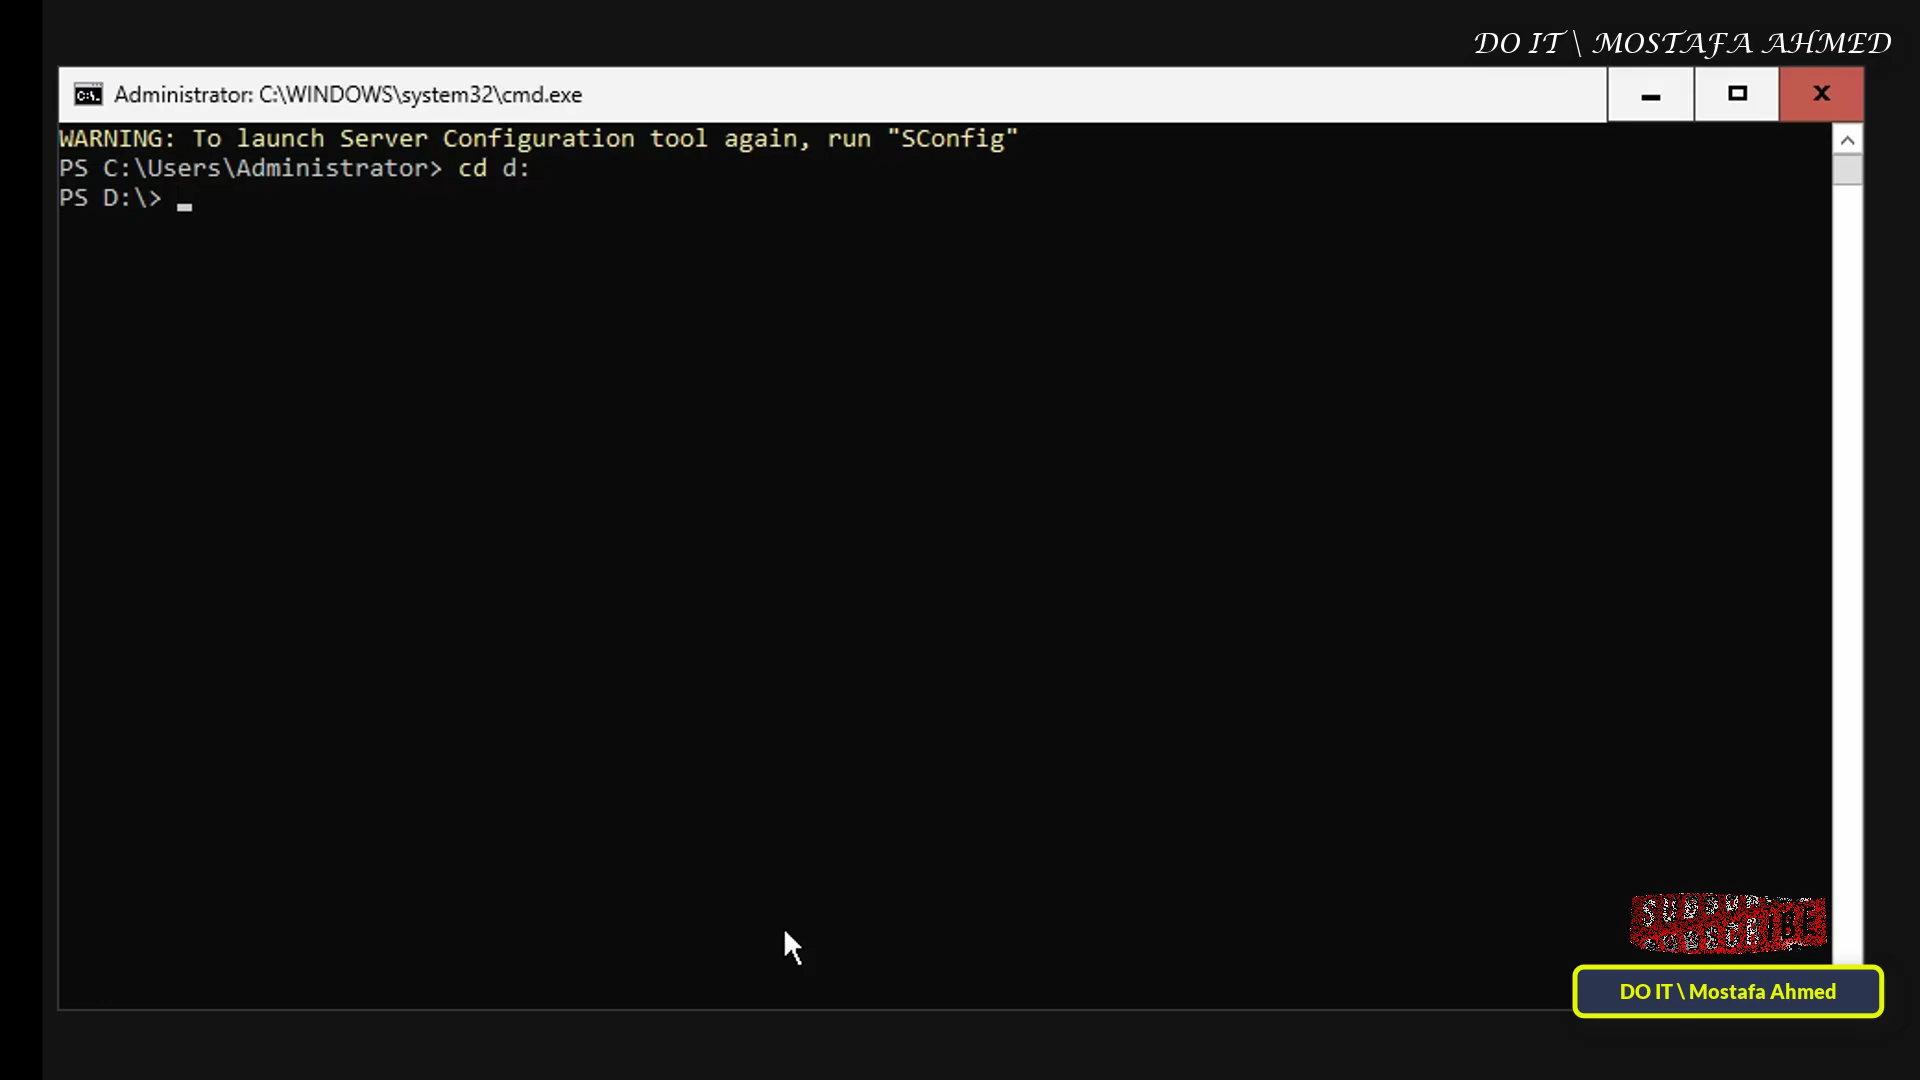 DO IT \ MOSTAFA AHMED
Administrator: C:\WINDOWS\system32\cmd.exe
WARNING: To launch Server Configuration tool again, run "SConfig"
PS C:\Users\Administrator> cd d:
PS D:\>
DO IT \ Mostafa Ahmed